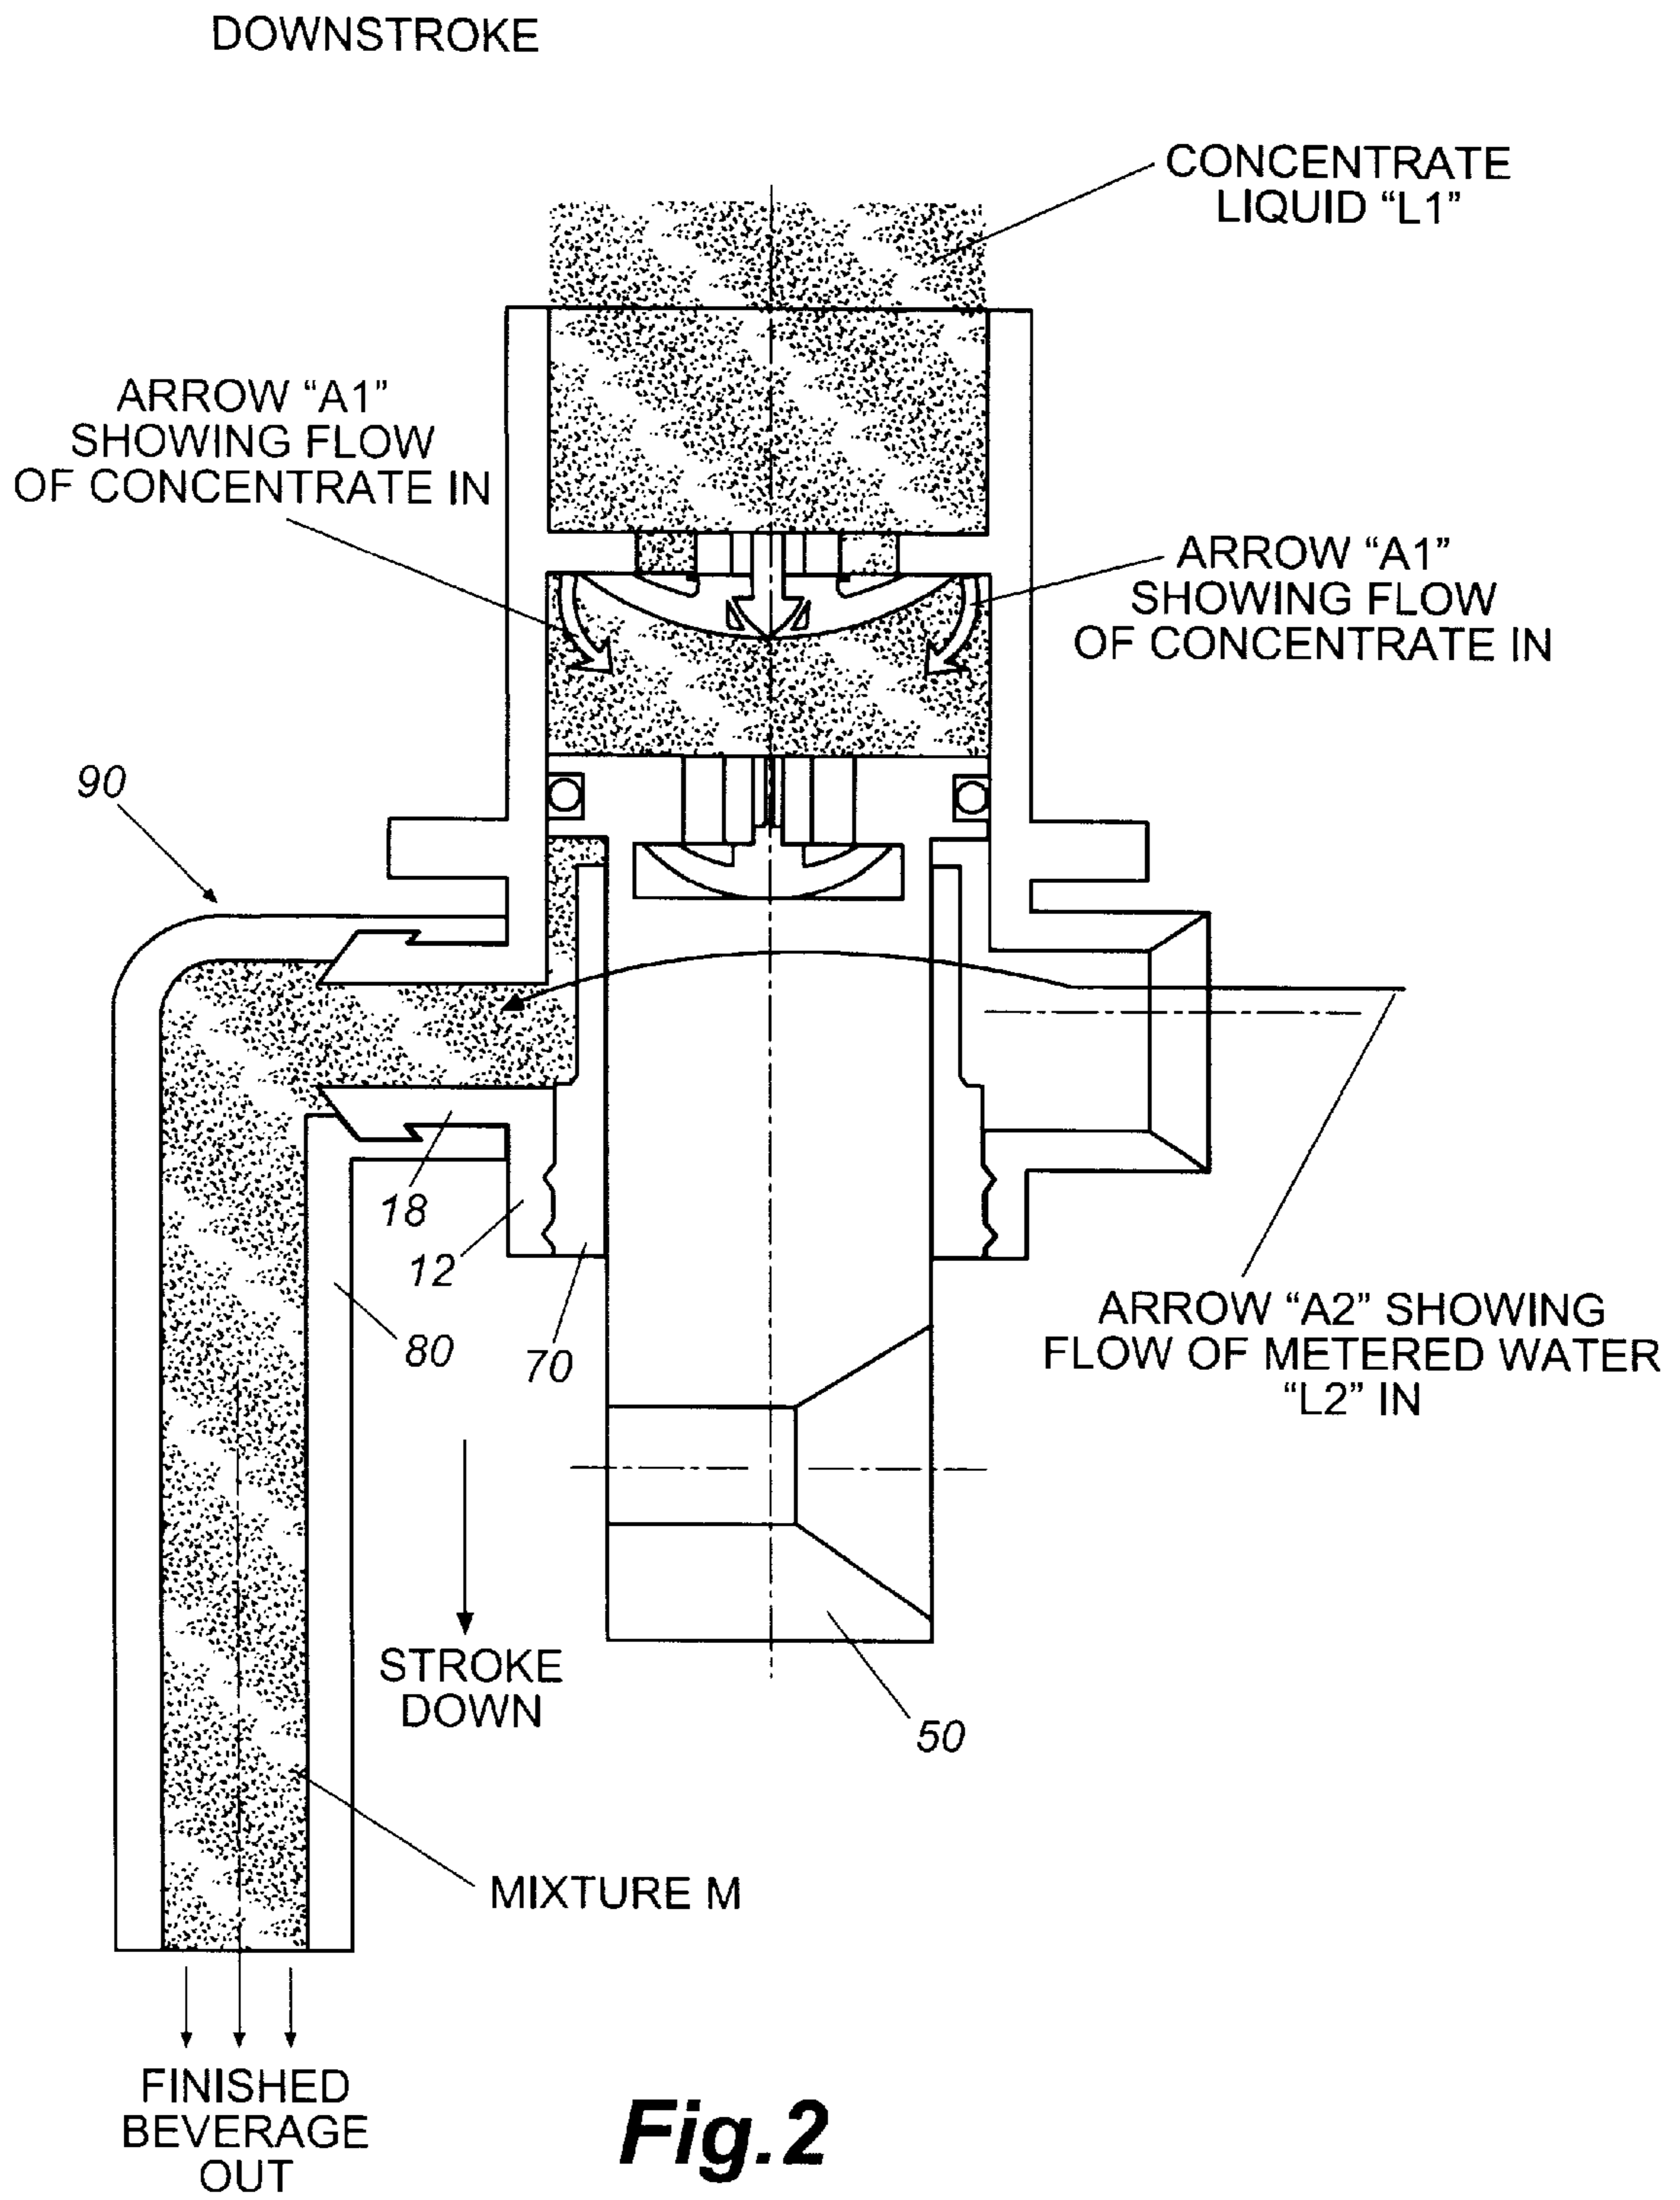 DOWNSTROKE
CONCENTRATE
LIQUID “L1”
ARROW “A1”
SHOWING FLOW
OF CONCENTRATE IN
ARROW “A1”
SHOWING FLOW
OF CONCENTRATE IN
90
18
12
80
70
ARROW “A2” SHOWING
FLOW OF METERED WATER
“L2” IN
STROKE
DOWN
50
MIXTURE M
FINISHED
BEVERAGE
OUT
Fig.2